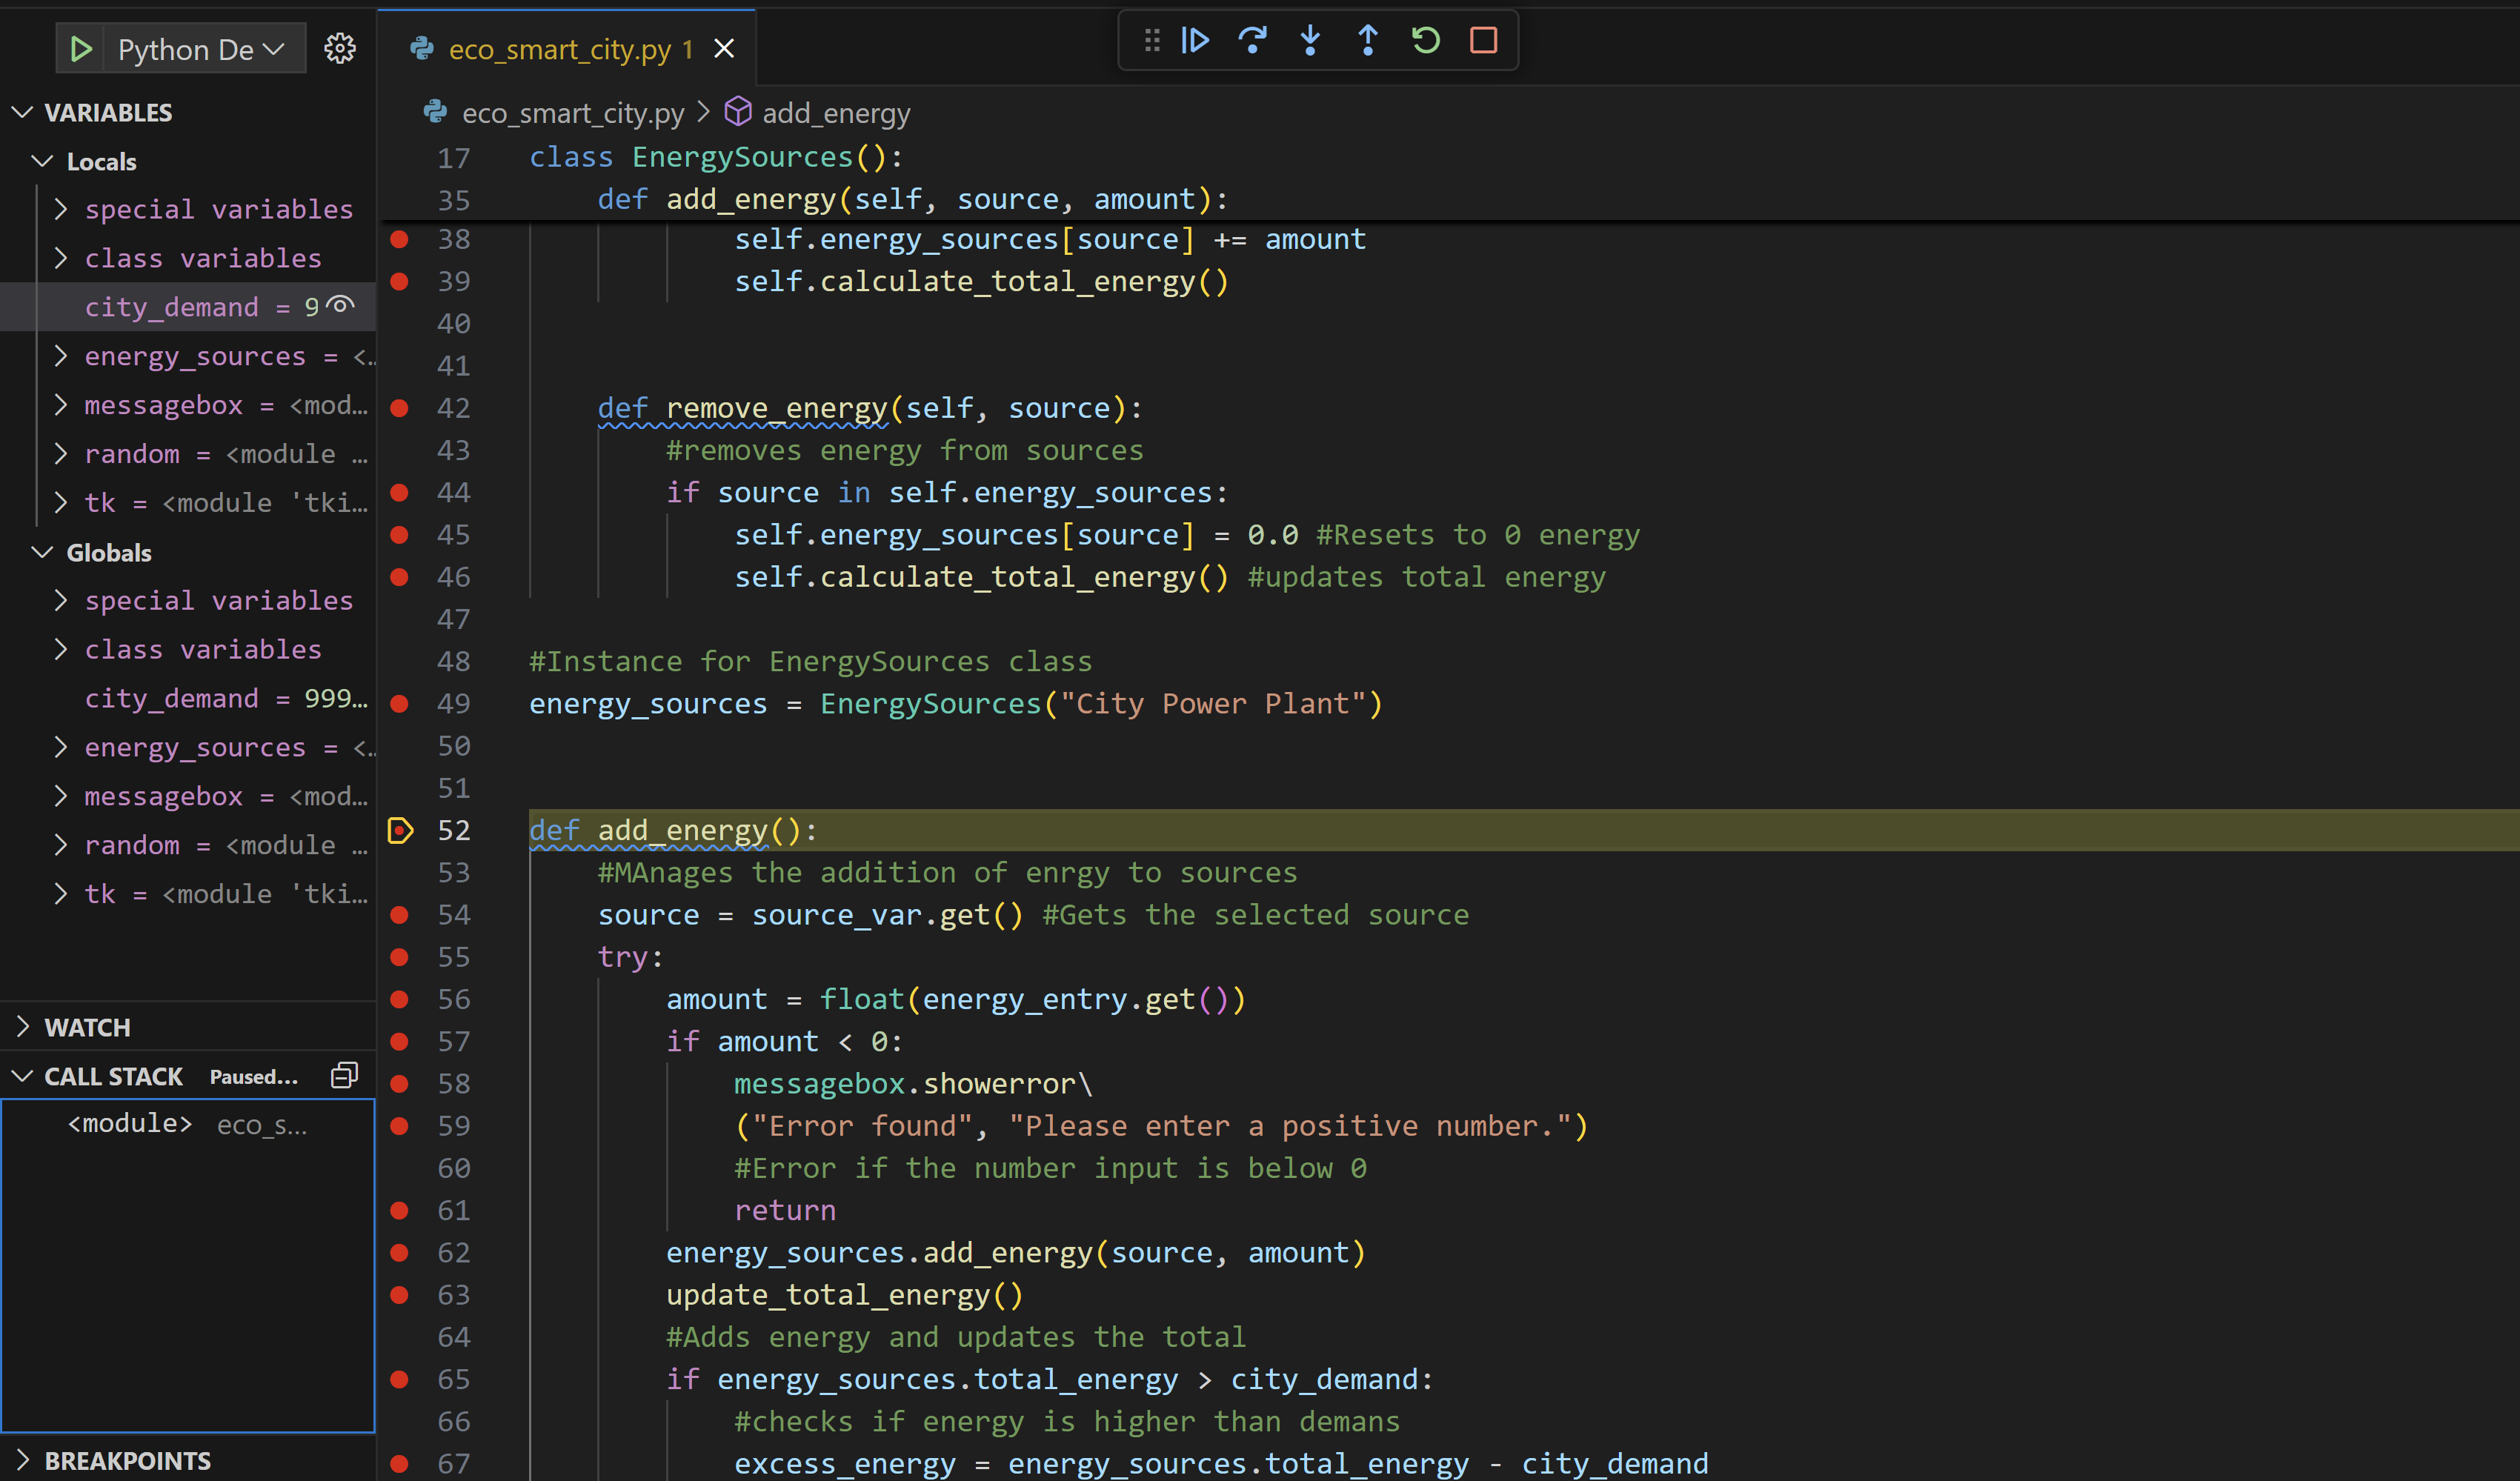 Python De
eco_smart_city.py 1
VARIABLES
Locals
special variables
class variables
city_demand = 9
energy_sources = <…
messagebox = <mod…
random = <module …
tk = <module 'tki…
Globals
special variables
class variables
city_demand = 999…
energy_sources = <…
messagebox = <mod…
random = <module …
tk = <module 'tki…
WATCH
CALL STACK Paused…
<module> eco_s…
BREAKPOINTS
eco_smart_city.py > add_energy
17 class EnergySources():
35 def add_energy(self, source, amount):
38 self.energy_sources[source] += amount
39 self.calculate_total_energy()
40
41
42 def remove_energy(self, source):
43 #removes energy from sources
44 if source in self.energy_sources:
45 self.energy_sources[source] = 0.0 #Resets to 0 energy
46 self.calculate_total_energy() #updates total energy
47
48 #Instance for EnergySources class
49 energy_sources = EnergySources("City Power Plant")
50
51
52 def add_energy():
53 #MAnages the addition of enrgy to sources
54 source = source_var.get() #Gets the selected source
55 try:
56 amount = float(energy_entry.get())
57 if amount < 0:
58 messagebox.showerror\
59 ("Error found", "Please enter a positive number.")
60 #Error if the number input is below 0
61 return
62 energy_sources.add_energy(source, amount)
63 update_total_energy()
64 #Adds energy and updates the total
65 if energy_sources.total_energy > city_demand:
66 #checks if energy is higher than demans
67 excess_energy = energy_sources.total_energy - city_demand